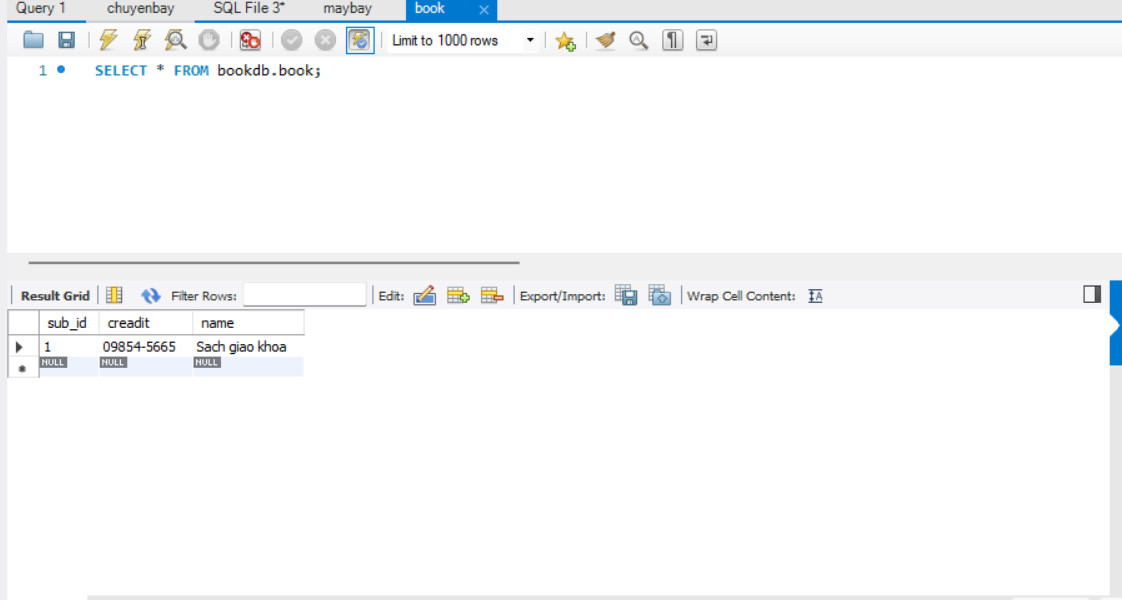 Query 1 chuyenbay SQL File 3* maybay book
Limit to 1000 rows
1 SELECT * FROM bookdb.book;
Result Grid Filter Rows: Edit: Export/Import: Wrap Cell Content:
sub_id creadit name
1 09854-5665 Sach giao khoa
NULL NULL NULL